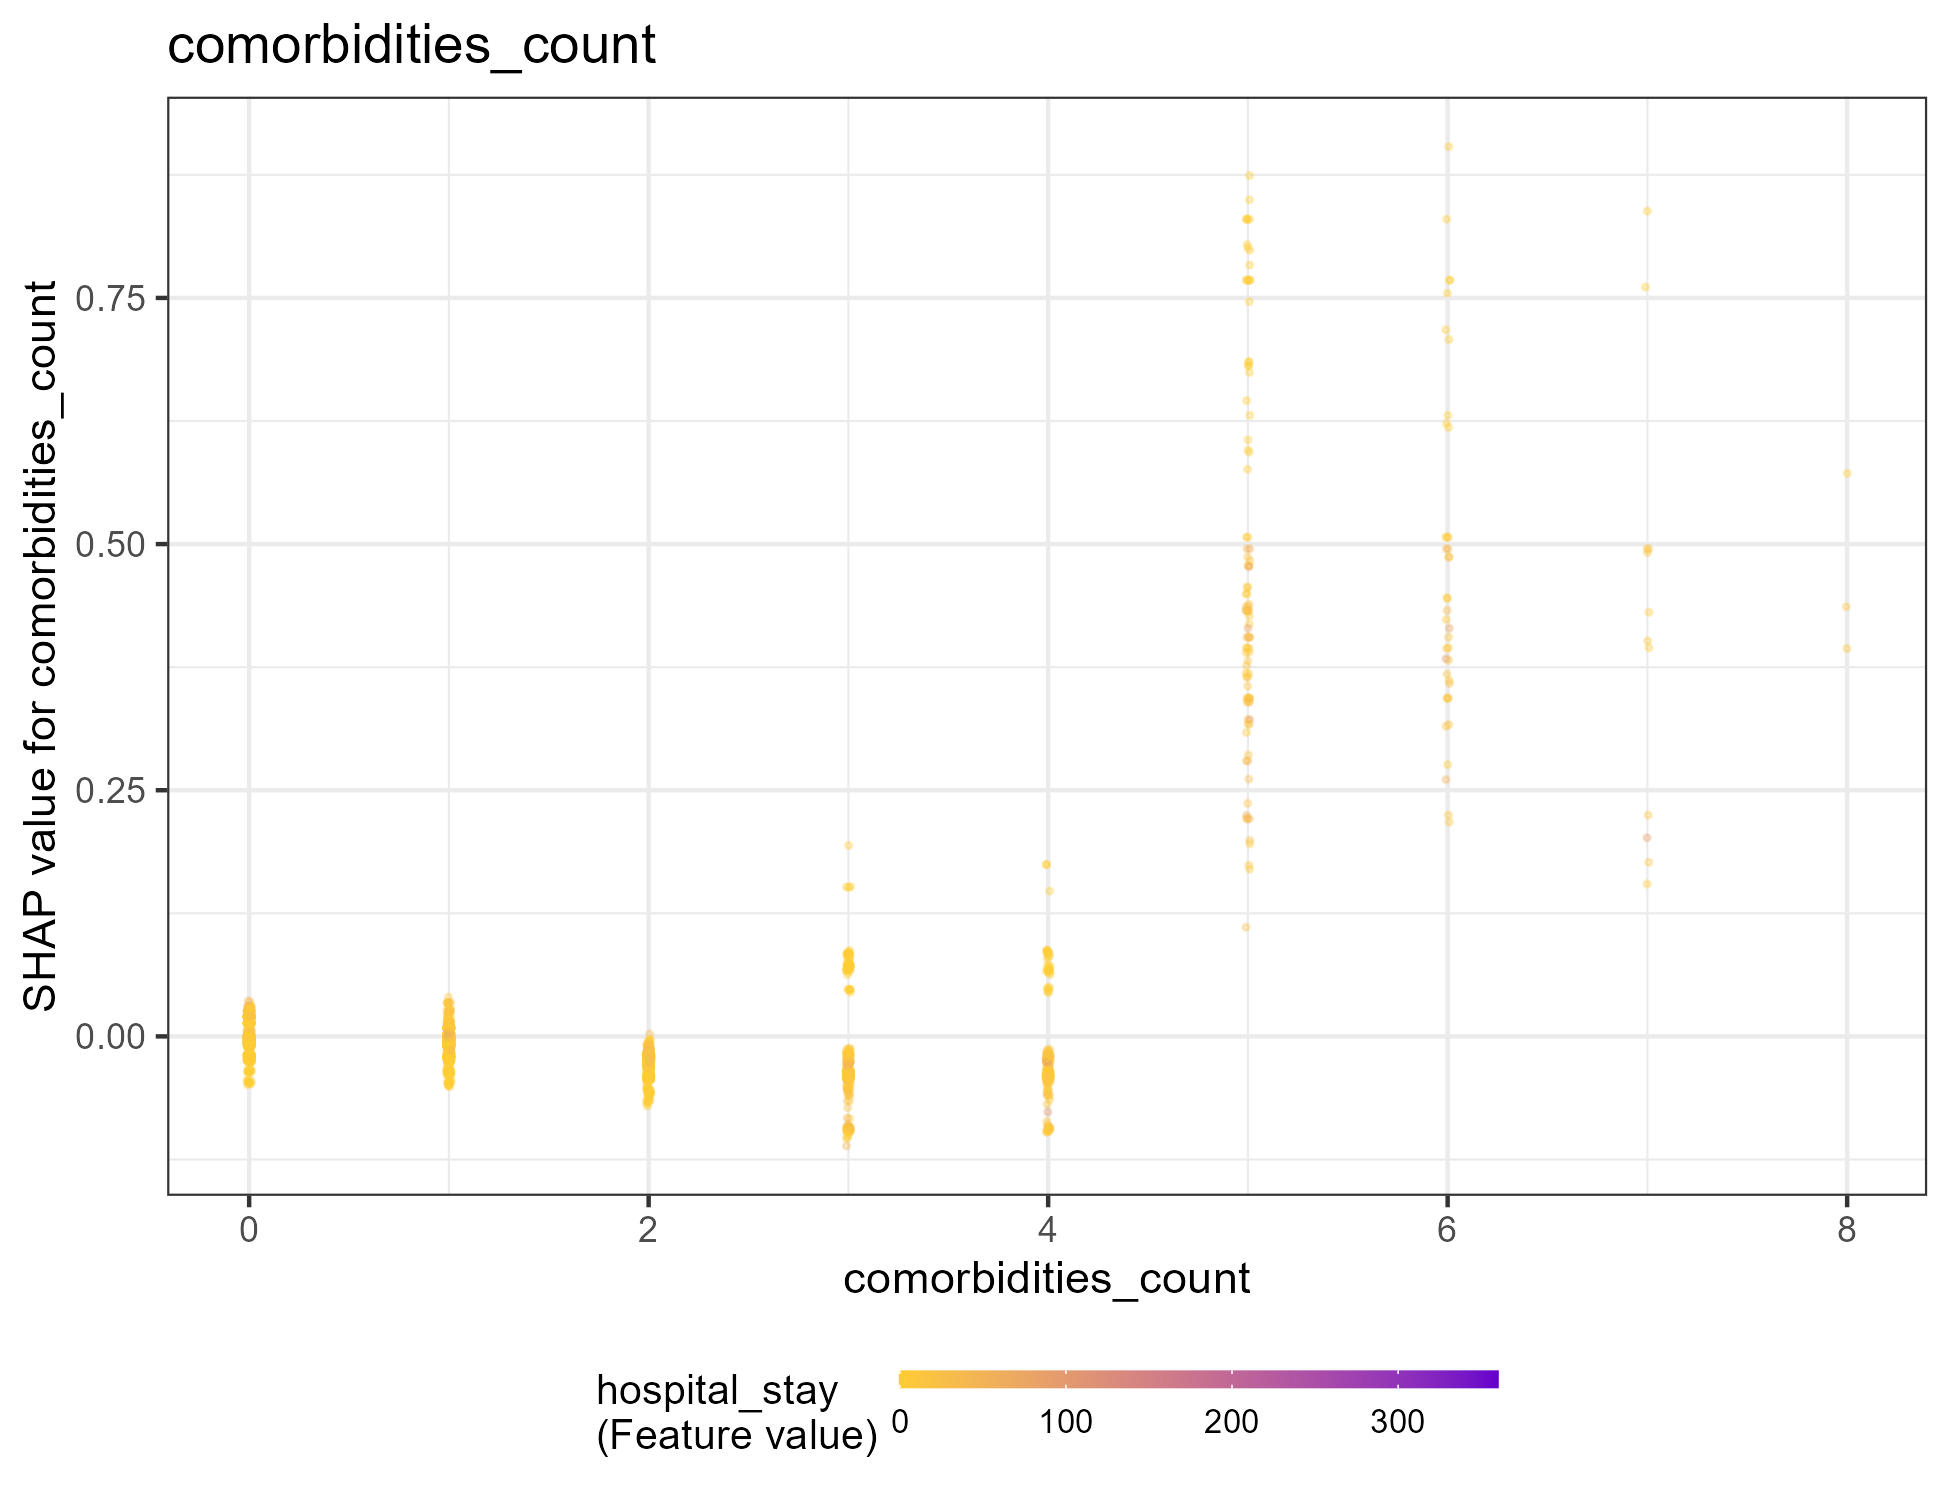 comorbidities_count
SHAP value for comorbidities_count
0.75
0.50
0.25
0.00
0 2 4 6 8
comorbidities_count
hospital_stay
(Feature value)
0 100 200 300